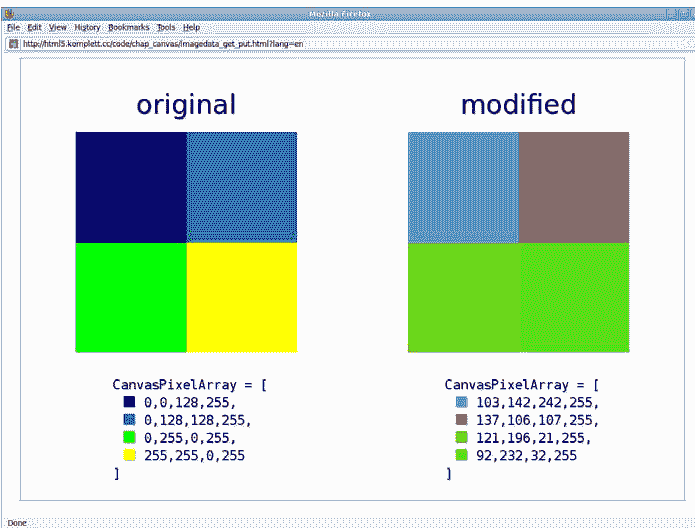 Mozilla Firefox
File Edit View History Bookmarks Tools Help
http://html5.komplett.cc/code/chap_canvas/imagedata_get_put.html?lang=en
original
modified
CanvasPixelArray = [
0,0,128,255,
0,128,128,255,
0,255,0,255,
255,255,0,255
]
CanvasPixelArray = [
103,142,242,255,
137,106,107,255,
121,196,21,255,
92,232,32,255
]
Done